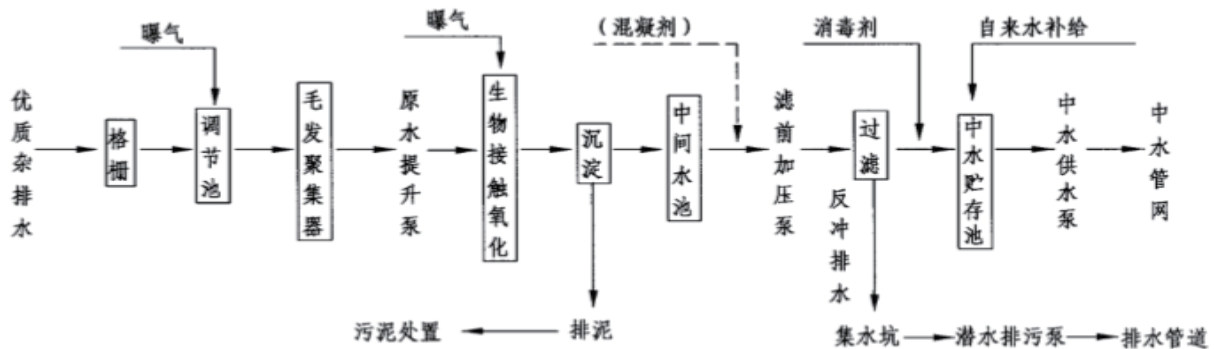 曝气
曝气
（混凝剂）
消毒剂
自来水补给
优质杂排水
格栅
调节池
毛发聚集器
原水提升泵
生物接触氧化
沉淀
中间水池
滤前加压泵
过滤
中水贮存池
中水供水泵
中水管网
反冲排水
污泥处置
排泥
集水坑
潜水排污泵
排水管道